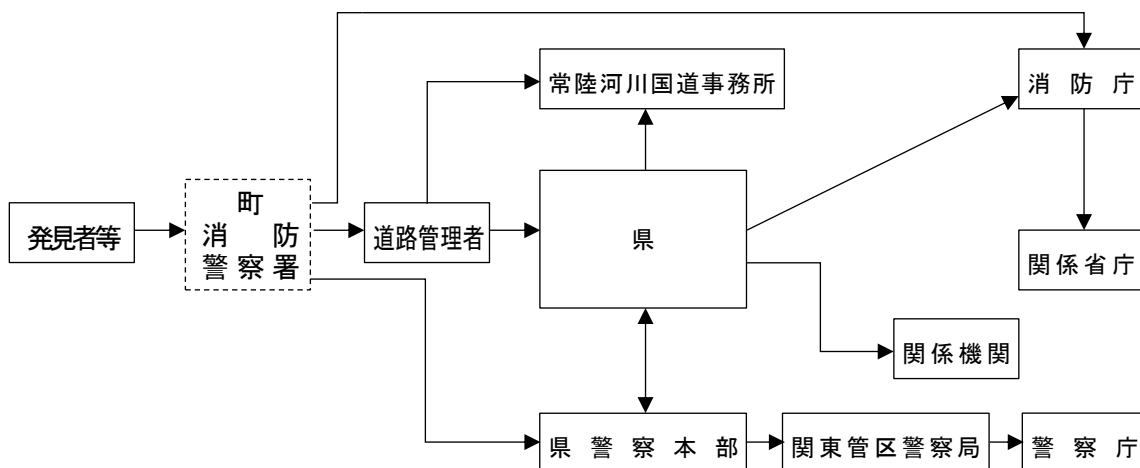 常陸河川国道事務所
消防庁
発見者等
町
消防
警察署
道路管理者
県
関係省庁
関係機関
県警察本部
関東管区警察局
警察庁